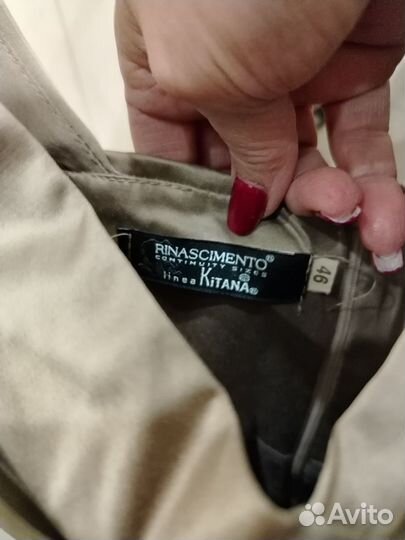 RINASCIMENTO®
CONTINUITY SIZES
linea KiTANA®
46
Avito